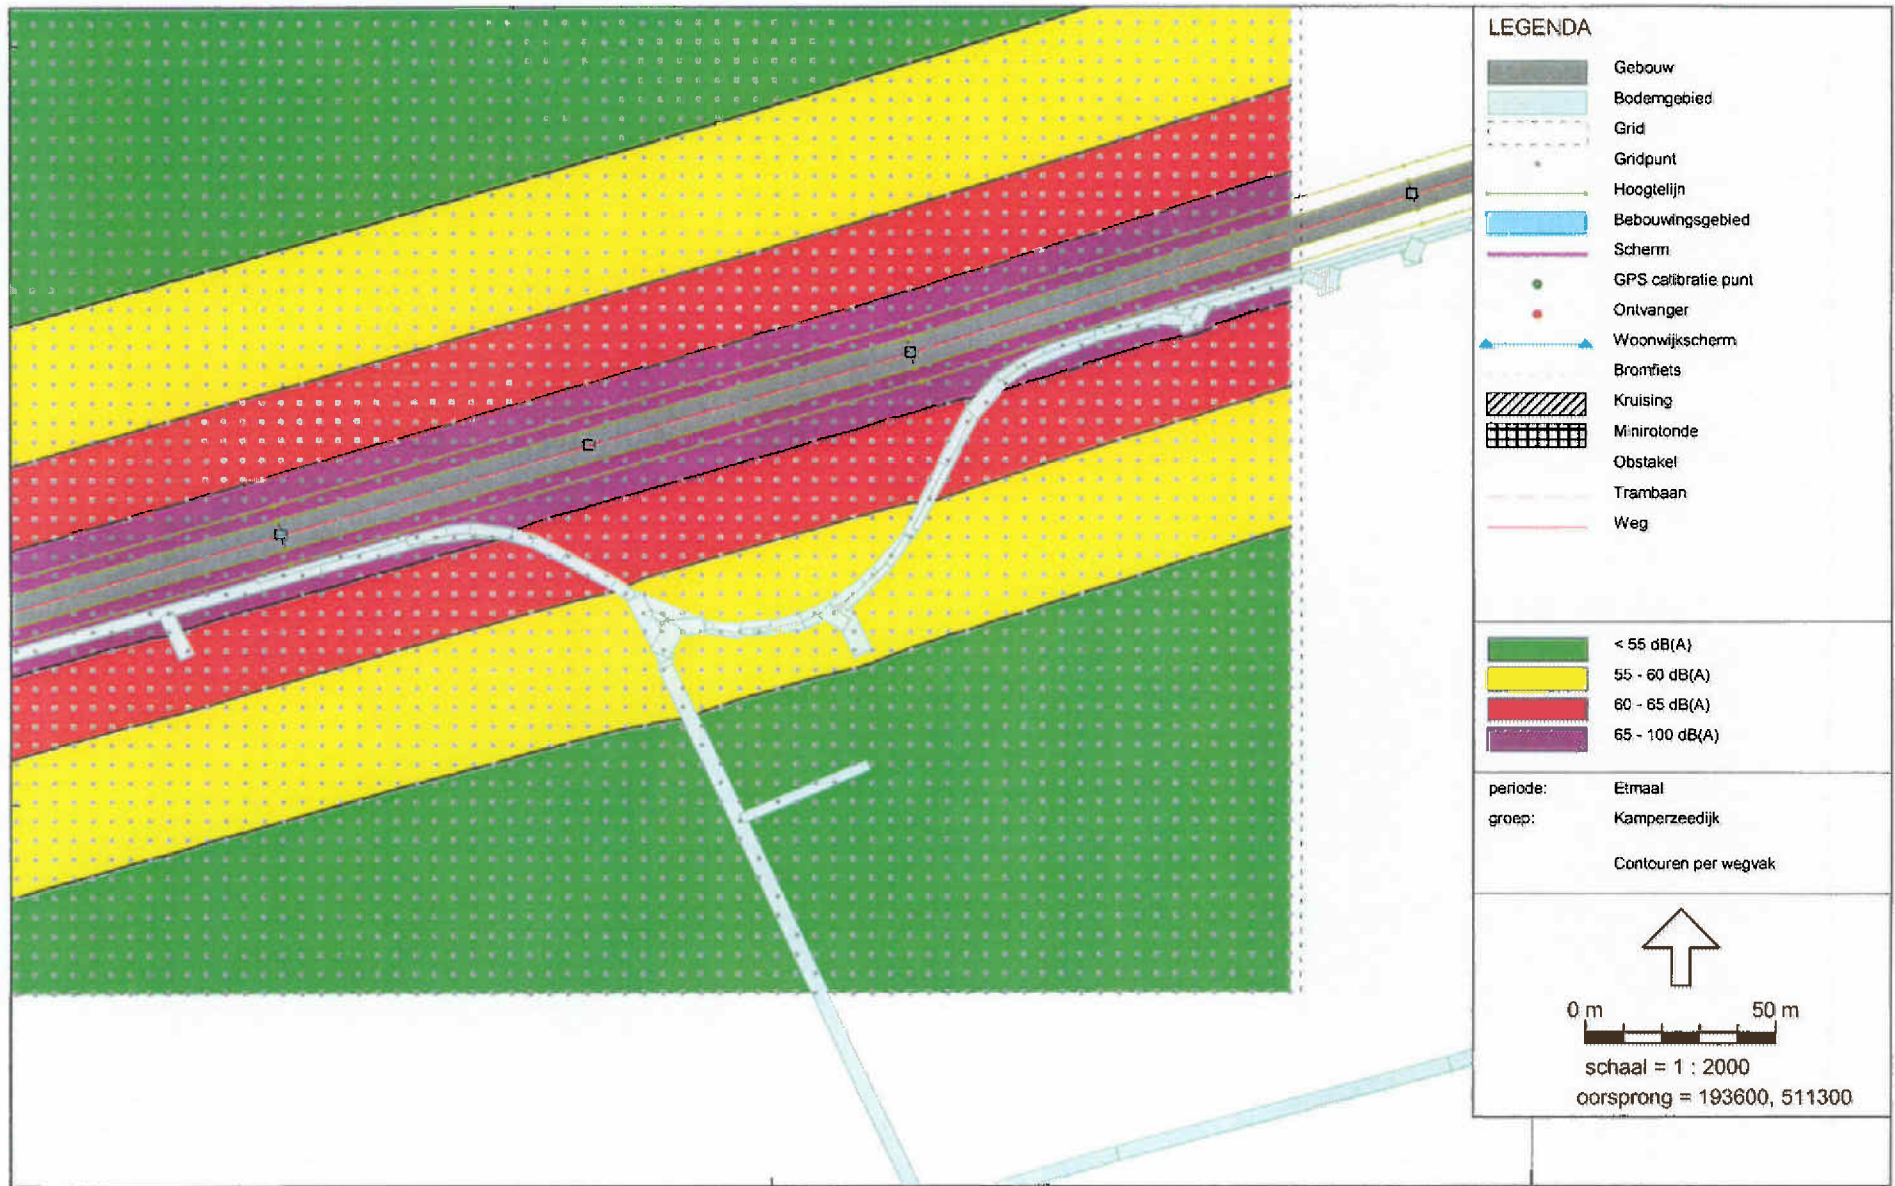 LEGENDA
Gebouw
Bodemgebied
Grid
Gridpunt
Hoogtelijn
Bebouwingsgebied
Scherm
GPS calibratie punt
Ontvanger
Woonwijkscherm
Bromfiets
Kruising
Minirotonde
Obstakel
Trambaan
Weg
< 55 dB(A)
55 - 60 dB(A)
60 - 65 dB(A)
65 - 100 dB(A)
periode: Etmaal
groep: Kamperzeedijk
Contouren per wegvak
0 m 50 m
schaal = 1 : 2000
oorsprong = 193600, 511300